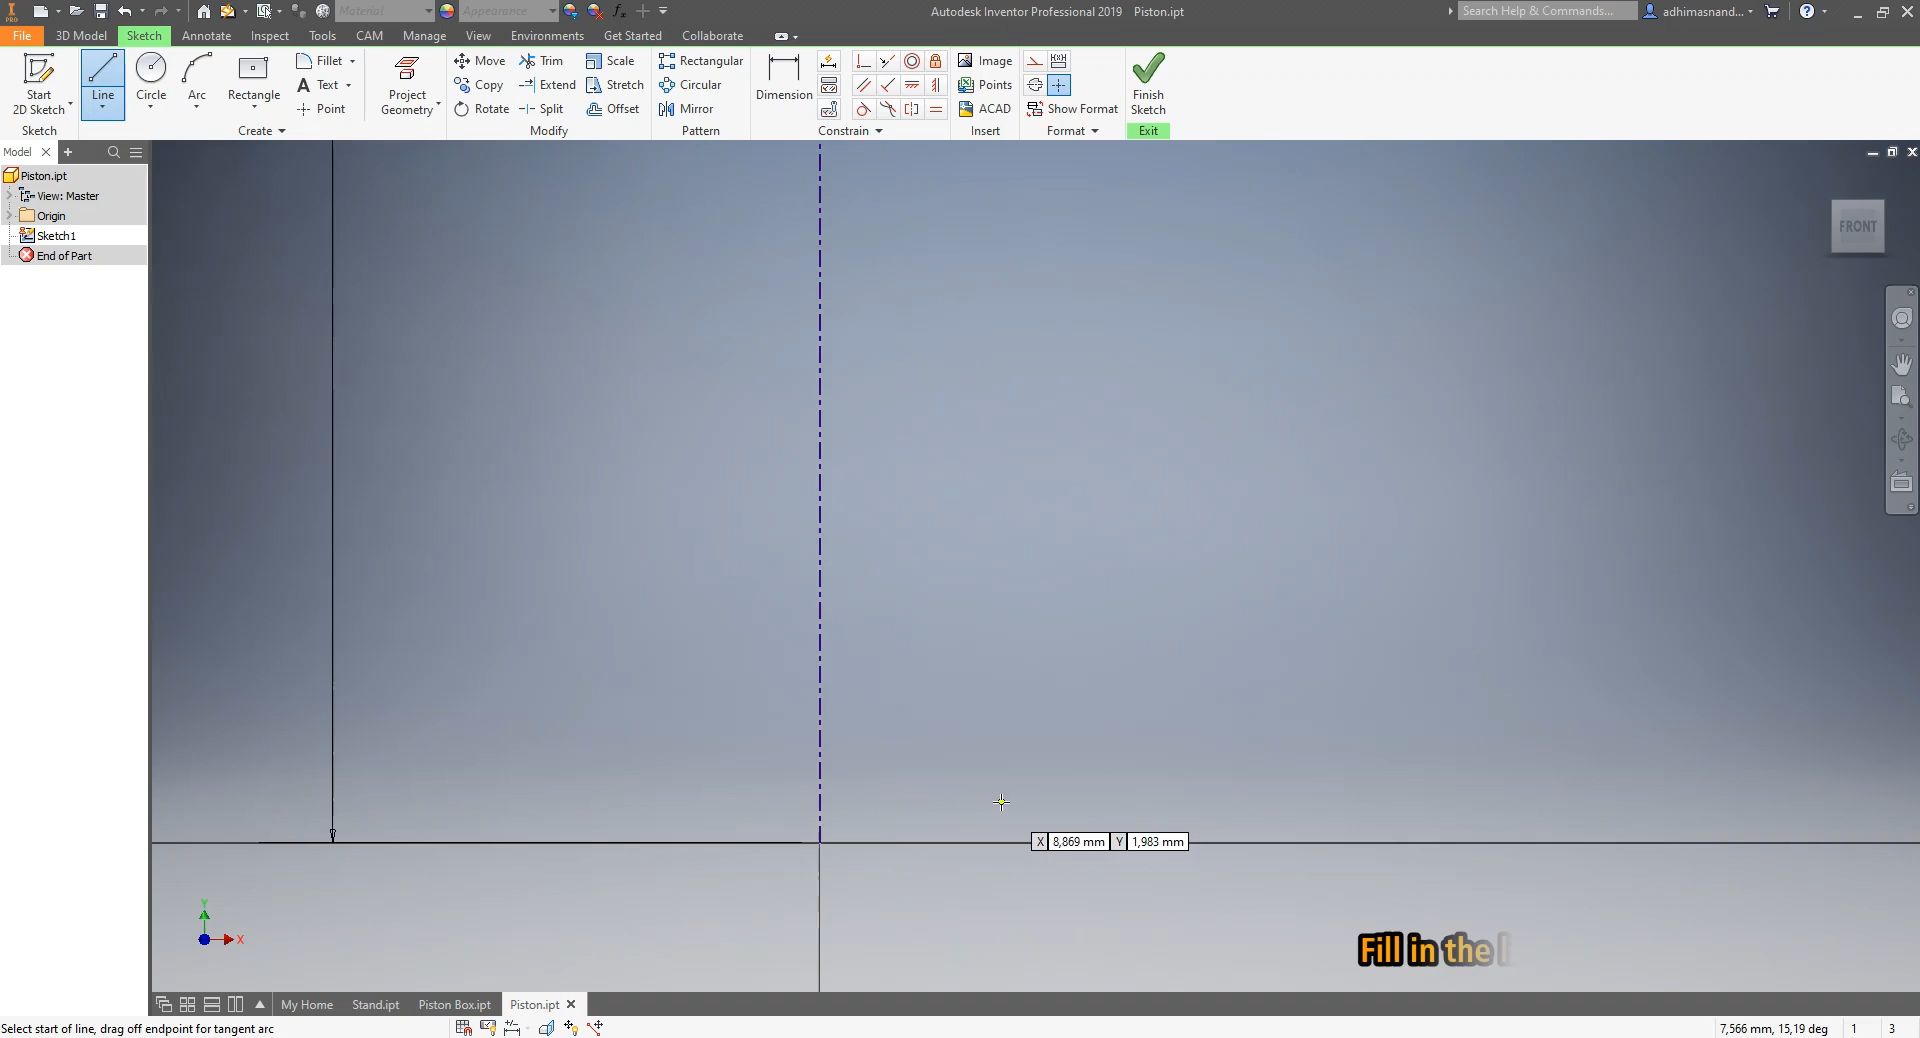 PRO Material Appearance fx Autodesk Inventor Professional 2019 Piston.ipt Search Help & Commands... adhimasnand...
File 3D Model Sketch Annotate Inspect Tools CAM Manage View Environments Get Started Collaborate
Start 2D Sketch
Line
Circle
Arc
Rectangle
Fillet
Text
Point
Project Geometry
Move
Copy
Rotate
Trim
Extend
Split
Scale
Stretch
Offset
Rectangular
Circular
Mirror
Dimension
Image
Points
ACAD
Show Format
Finish Sketch
Sketch Create Modify Pattern Constrain Insert Format Exit
Model
Piston.ipt
View: Master
Origin
Sketch1
End of Part
FRONT
X 8,869 mm Y 1,983 mm
Y
X
Fill in the l
My Home Stand.ipt Piston Box.ipt Piston.ipt
Select start of line, drag off endpoint for tangent arc
7,566 mm, 15,19 deg 1 3